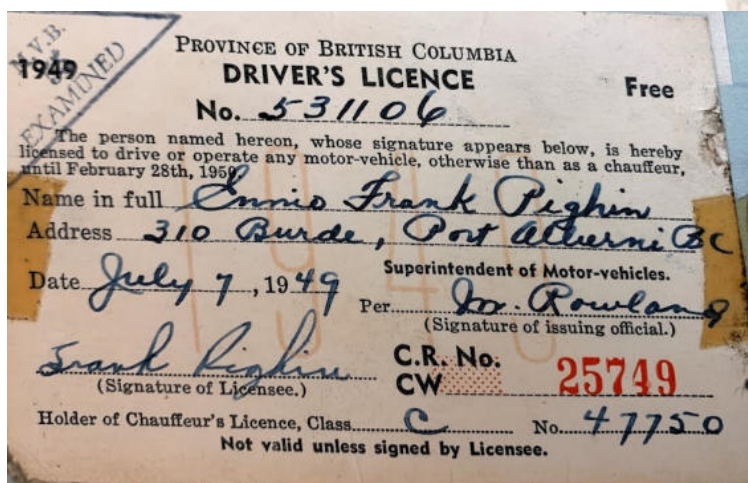 M.V.B.
EXAMINED
1949
PROVINCE OF BRITISH COLUMBIA
DRIVER'S LICENCE
Free
No. 531106
The person named hereon, whose signature appears below, is hereby
licensed to drive or operate any motor-vehicle, otherwise than as a chauffeur,
until February 28th, 1950.
Name in full Ennio Frank Pighin
Address 310 Burde, Port Alberni BC
Date July 7, 1949
Superintendent of Motor-vehicles.
Per M. Rowland
(Signature of issuing official.)
Frank Pighin
(Signature of Licensee.)
C.R. No.
CW 25749
Holder of Chauffeur's Licence, Class C No. 47750
Not valid unless signed by Licensee.